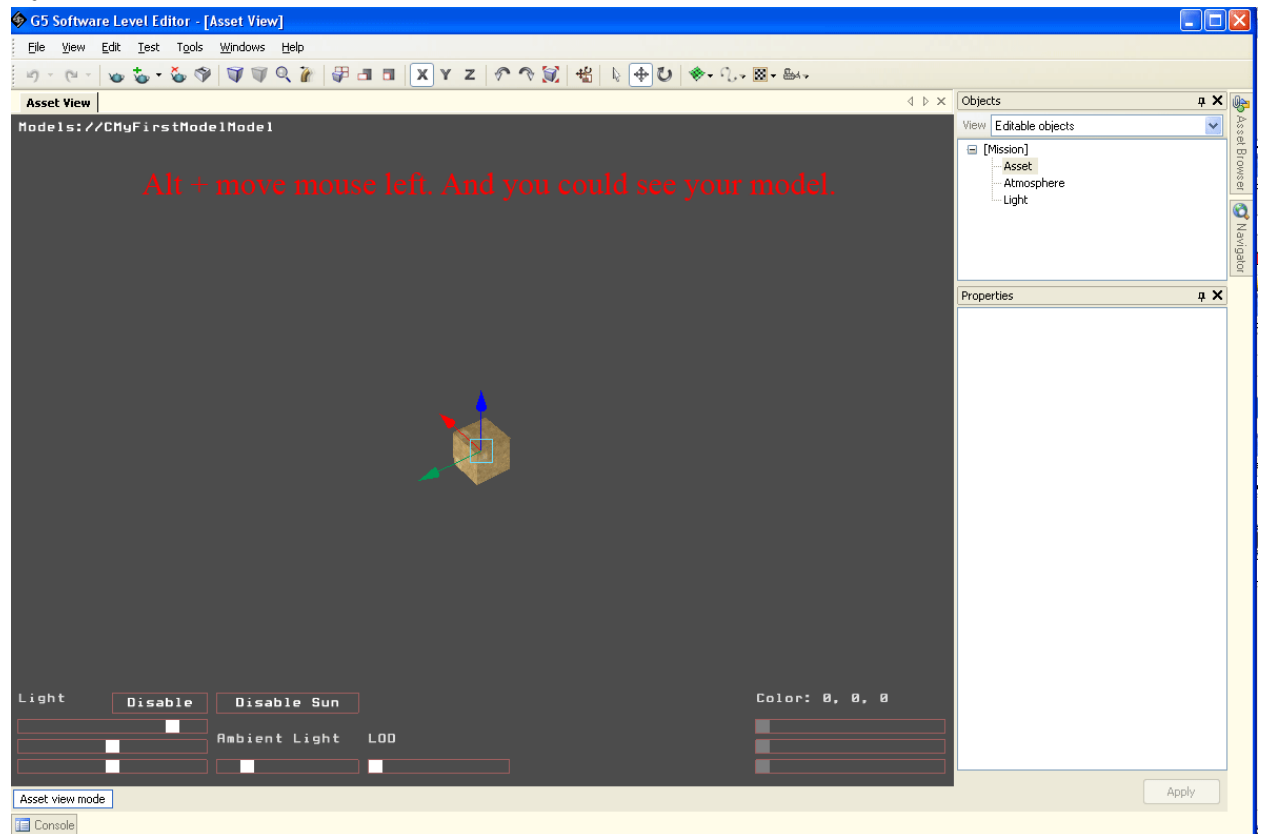 G5 Software Level Editor - [Asset View]
File View Edit Test Tools Windows Help
X Y Z
Asset View
Models://CMyFirstModelModel
Alt + move mouse left. And you could see your model.
Objects
View Editable objects
[Mission]
Asset
Atmosphere
Light
Asset Browser
Navigator
Properties
Light
Disable
Disable Sun
Color: 0, 0, 0
Ambient Light
LOD
Apply
Asset view mode
Console